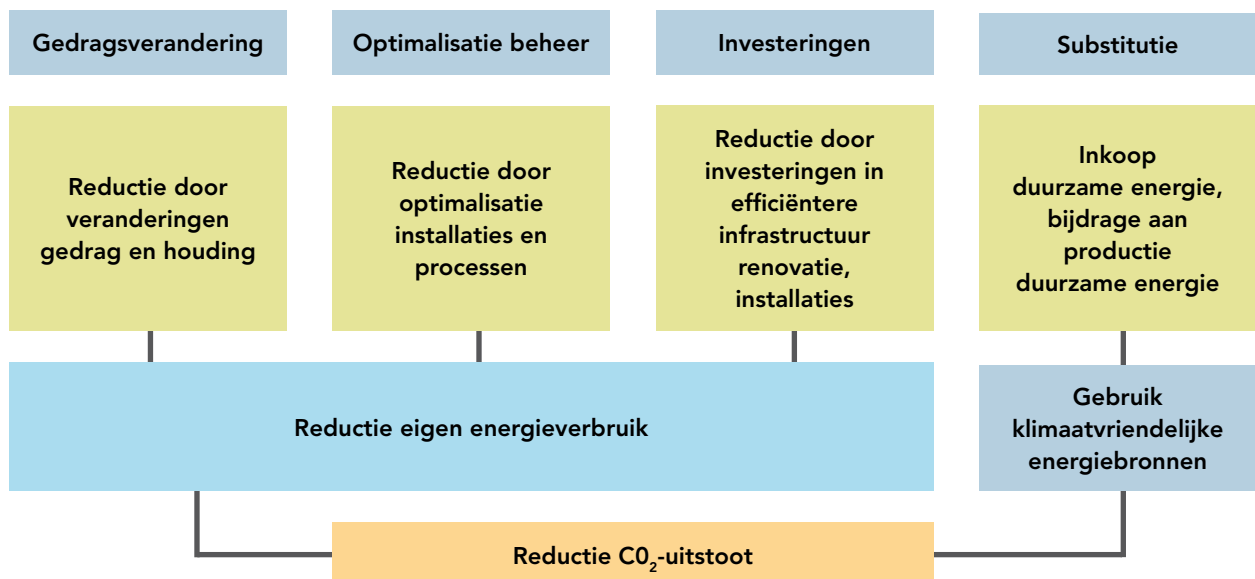 Gedragsverandering
Optimalisatie beheer
Investeringen
Substitutie
Reductie door
veranderingen
gedrag en houding
Reductie door
optimalisatie
installaties en
processen
Reductie door
investeringen in
efficiëntere
infrastructuur
renovatie,
installaties
Inkoop
duurzame energie,
bijdrage aan
productie
duurzame energie
Reductie eigen energieverbruik
Gebruik
klimaatvriendelijke
energiebronnen
Reductie C0₂-uitstoot